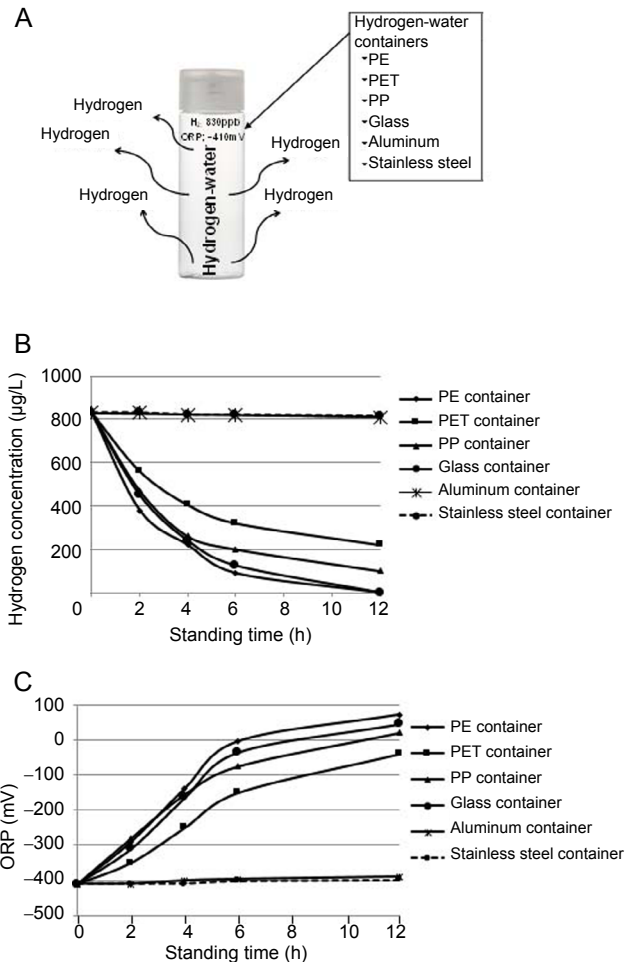 A
Hydrogen-water
containers
PE
PET
PP
Glass
Aluminum
Stainless steel
Hydrogen
Hydrogen
Hydrogen
Hydrogen
Hydrogen
H₂ 830ppb
ORP; -410mV
Hydrogen-water
B
Hydrogen concentration (µg/L)
1000
800
600
400
200
0 2 4 6 8 10 12
Standing time (h)
PE container
PET container
PP container
Glass container
Aluminum container
Stainless steel container
C
ORP (mV)
100
0
–100
–200
–300
–400
–500
0 2 4 6 8 10 12
Standing time (h)
PE container
PET container
PP container
Glass container
Aluminum container
Stainless steel container